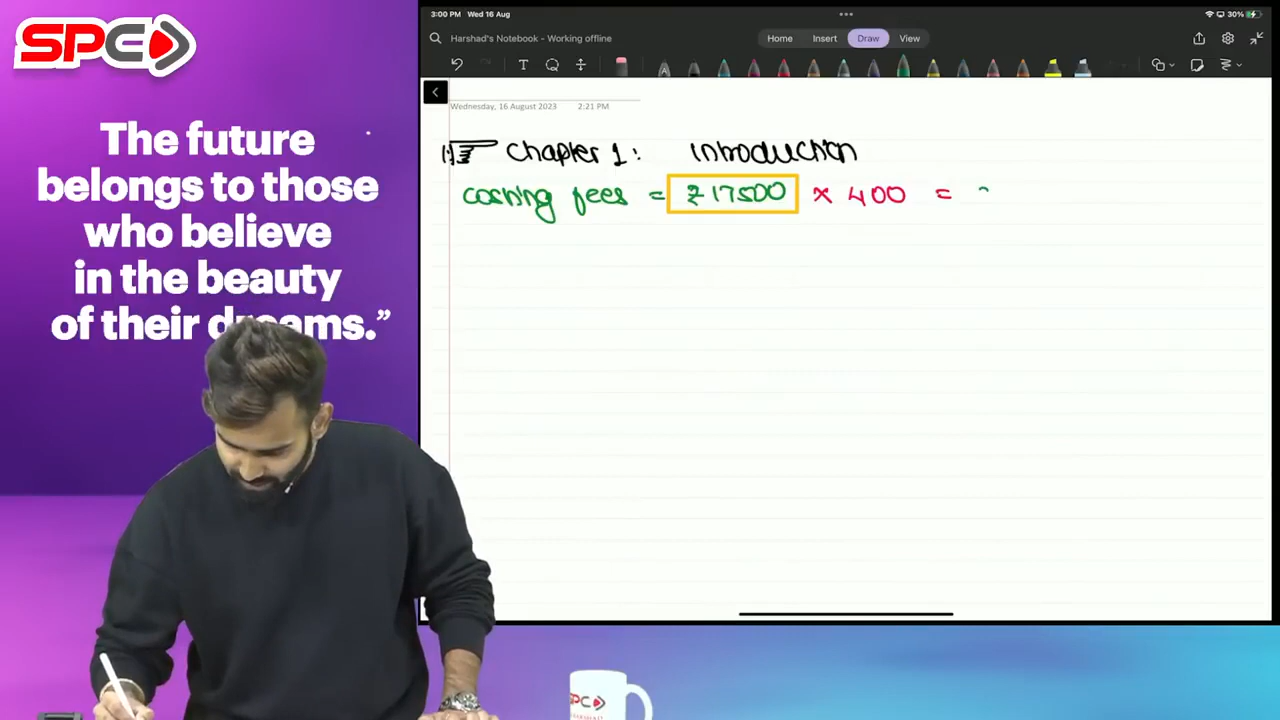 SPC
The future
belongs to those
who believe
in the beauty
of their dreams.”
3:00 PM Wed 16 Aug
30%
Harshad's Notebook - Working offline
Home Insert Draw View
T
A
Wednesday, 16 August 2023 2:21 PM
Chapter 1: Introduction
coaching fees = ₹17500 × 400 =
SPC